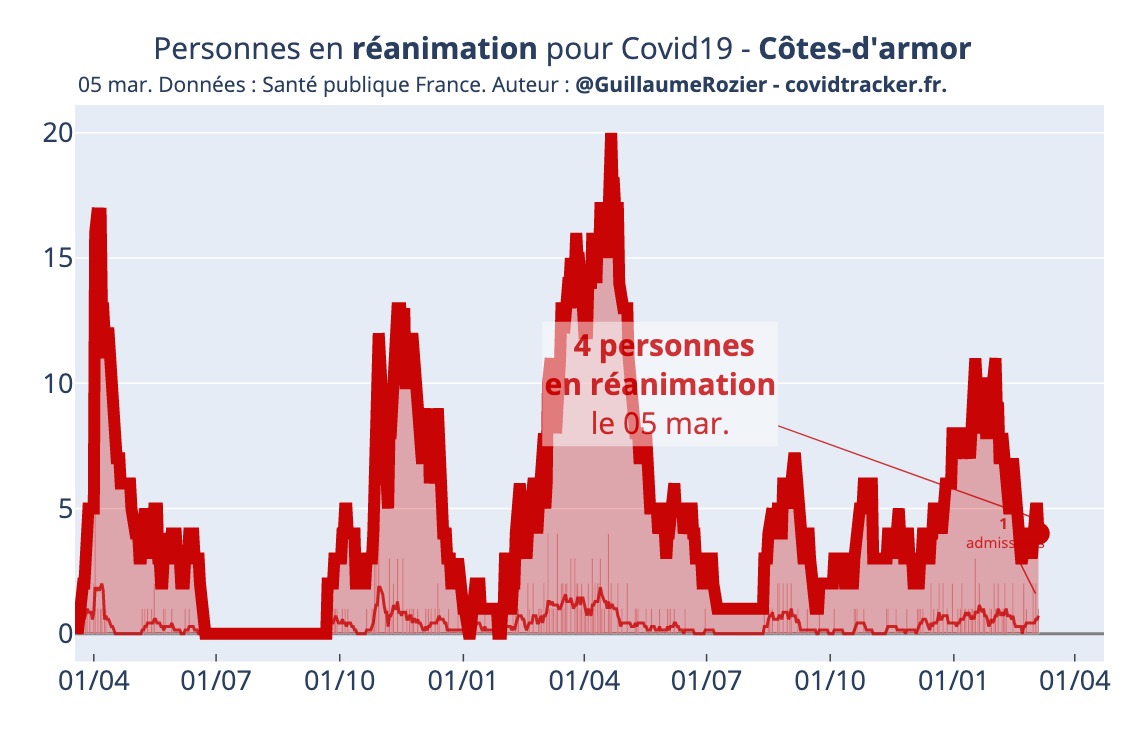 Personnes en réanimation pour Covid19 - Côtes-d'armor
05 mar. Données : Santé publique France. Auteur : @GuillaumeRozier - covidtracker.fr.
20
15
10
5
0
4 personnes
en réanimation
le 05 mar.
1
admissions
01/04
01/07
01/10
01/01
01/04
01/07
01/10
01/01
01/04